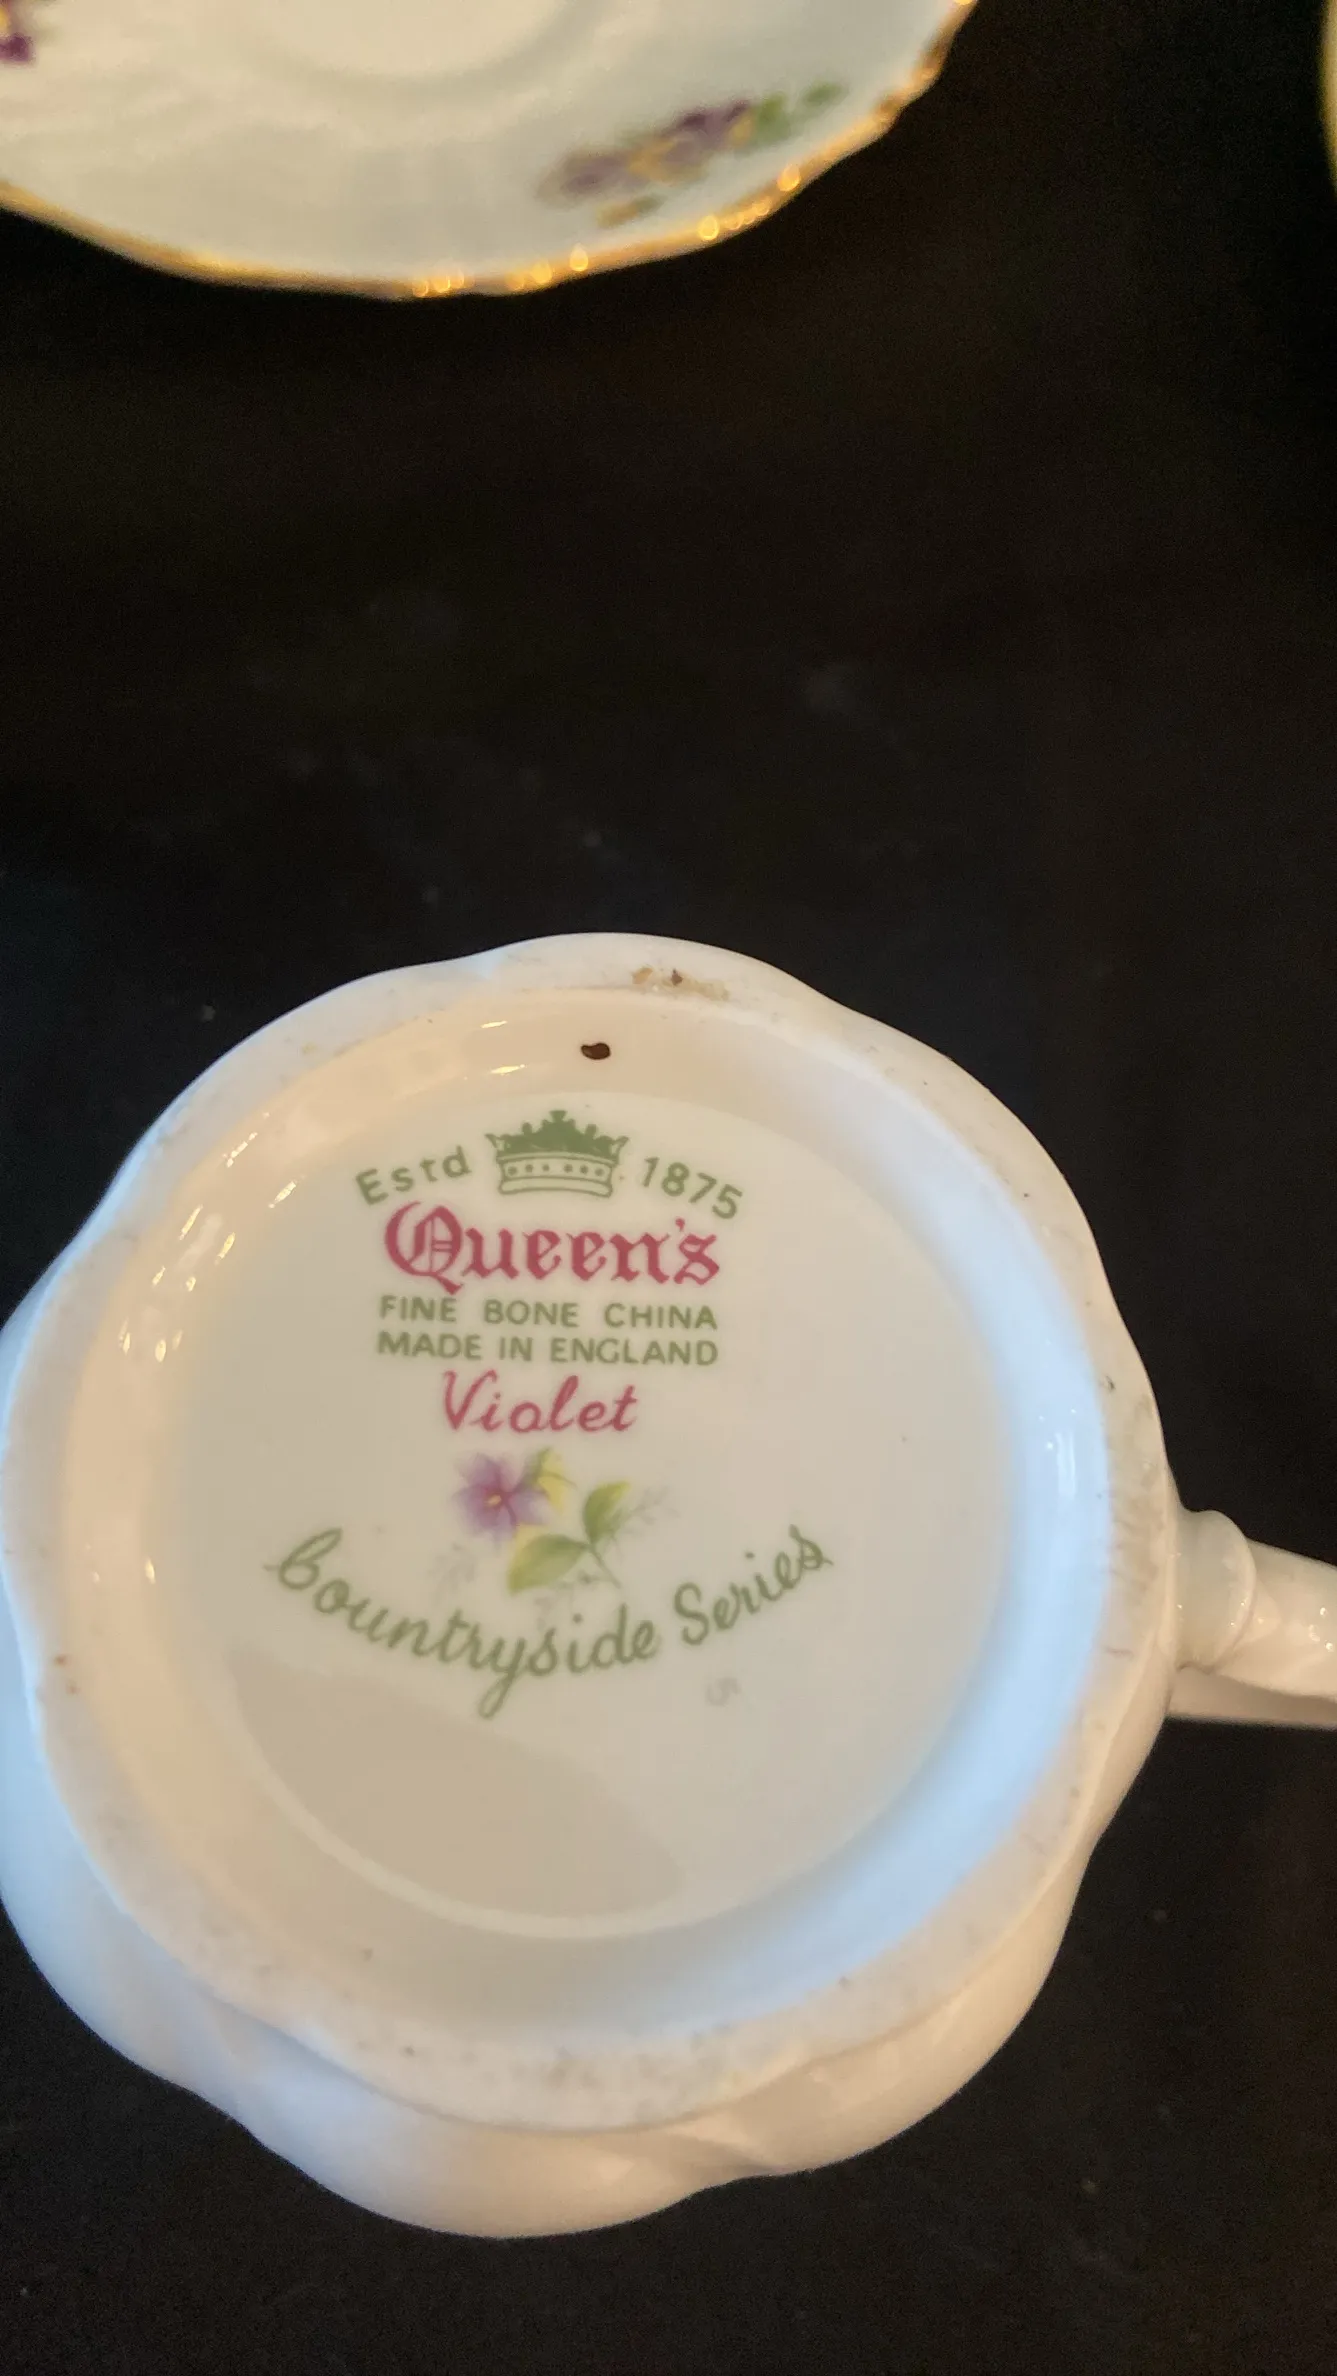 Estd 1875
Queen's
FINE BONE CHINA
MADE IN ENGLAND
Violet
Countryside Series